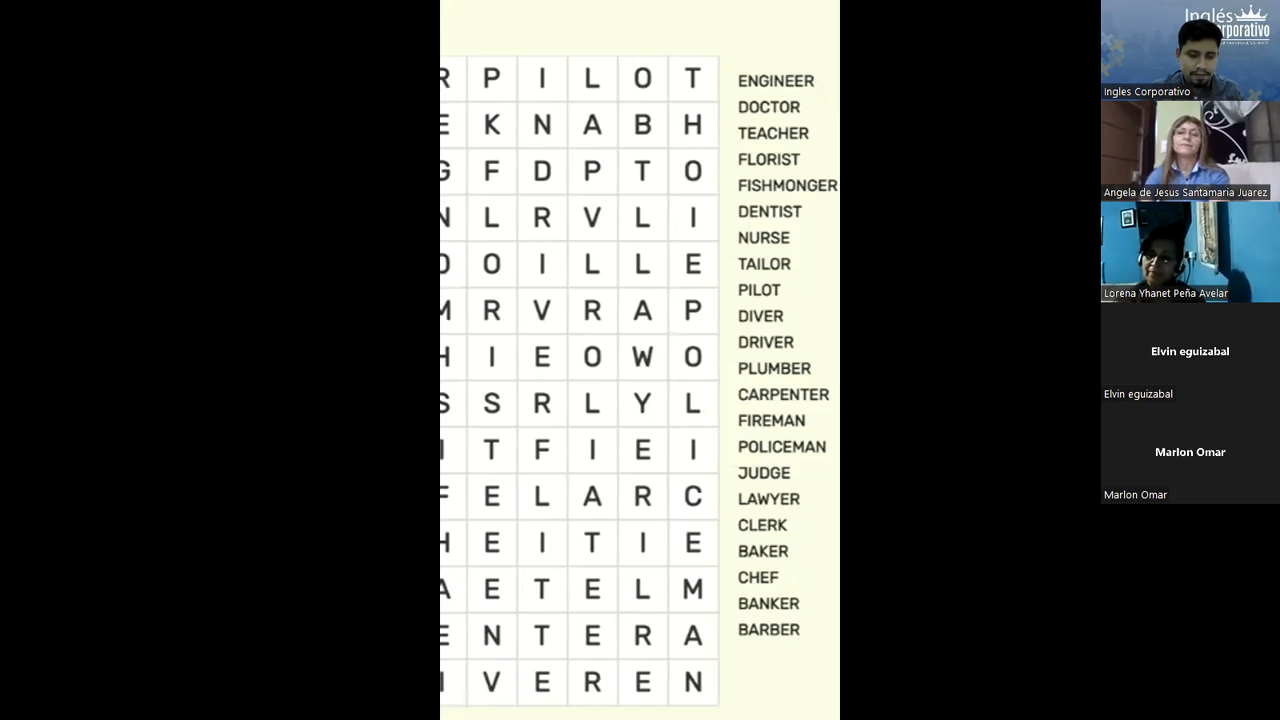 R P I L O T
E K N A B H
G F D P T O
N L R V L I
O O I L L E
M R V R A P
H I E O W O
S S R L Y L
I T F I E I
F E L A R C
H E I T I E
A E T E L M
E N T E R A
I V E R E N
ENGINEER
DOCTOR
TEACHER
FLORIST
FISHMONGER
DENTIST
NURSE
TAILOR
PILOT
DIVER
DRIVER
PLUMBER
CARPENTER
FIREMAN
POLICEMAN
JUDGE
LAWYER
CLERK
BAKER
CHEF
BANKER
BARBER
Inglés
orporativo
Ingles Corporativo
Angela de Jesus Santamaria Juarez
Lorena Yhanet Peña Avelar
Elvin eguizabal
Elvin eguizabal
Marlon Omar
Marlon Omar